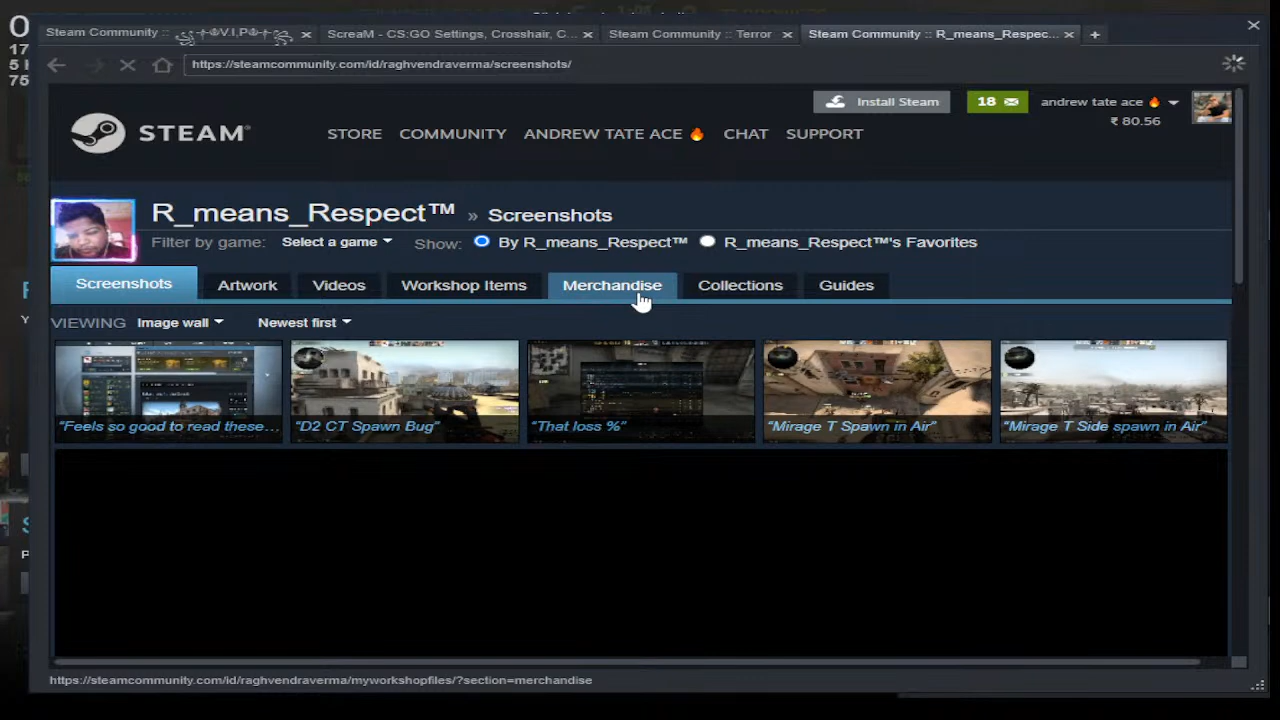 Steam Community :: ꧁༒☬V.I,P☬༒꧂
ScreaM - CS:GO Settings, Crosshair, C...
Steam Community :: Terror
Steam Community :: R_means_Respec...
https://steamcommunity.com/id/raghvendraverma/screenshots/
Install Steam
18
andrew tate ace 🔥
₹ 80.56
STEAM®
STORE COMMUNITY ANDREW TATE ACE 🔥 CHAT SUPPORT
R_means_Respect™ » Screenshots
Filter by game: Select a game Show: By R_means_Respect™ R_means_Respect™'s Favorites
Screenshots Artwork Videos Workshop Items Merchandise Collections Guides
VIEWING Image wall Newest first
"Feels so good to read these...
"D2 CT Spawn Bug"
"That loss %"
"Mirage T Spawn in Air"
"Mirage T Side spawn in Air"
https://steamcommunity.com/id/raghvendraverma/myworkshopfiles/?section=merchandise